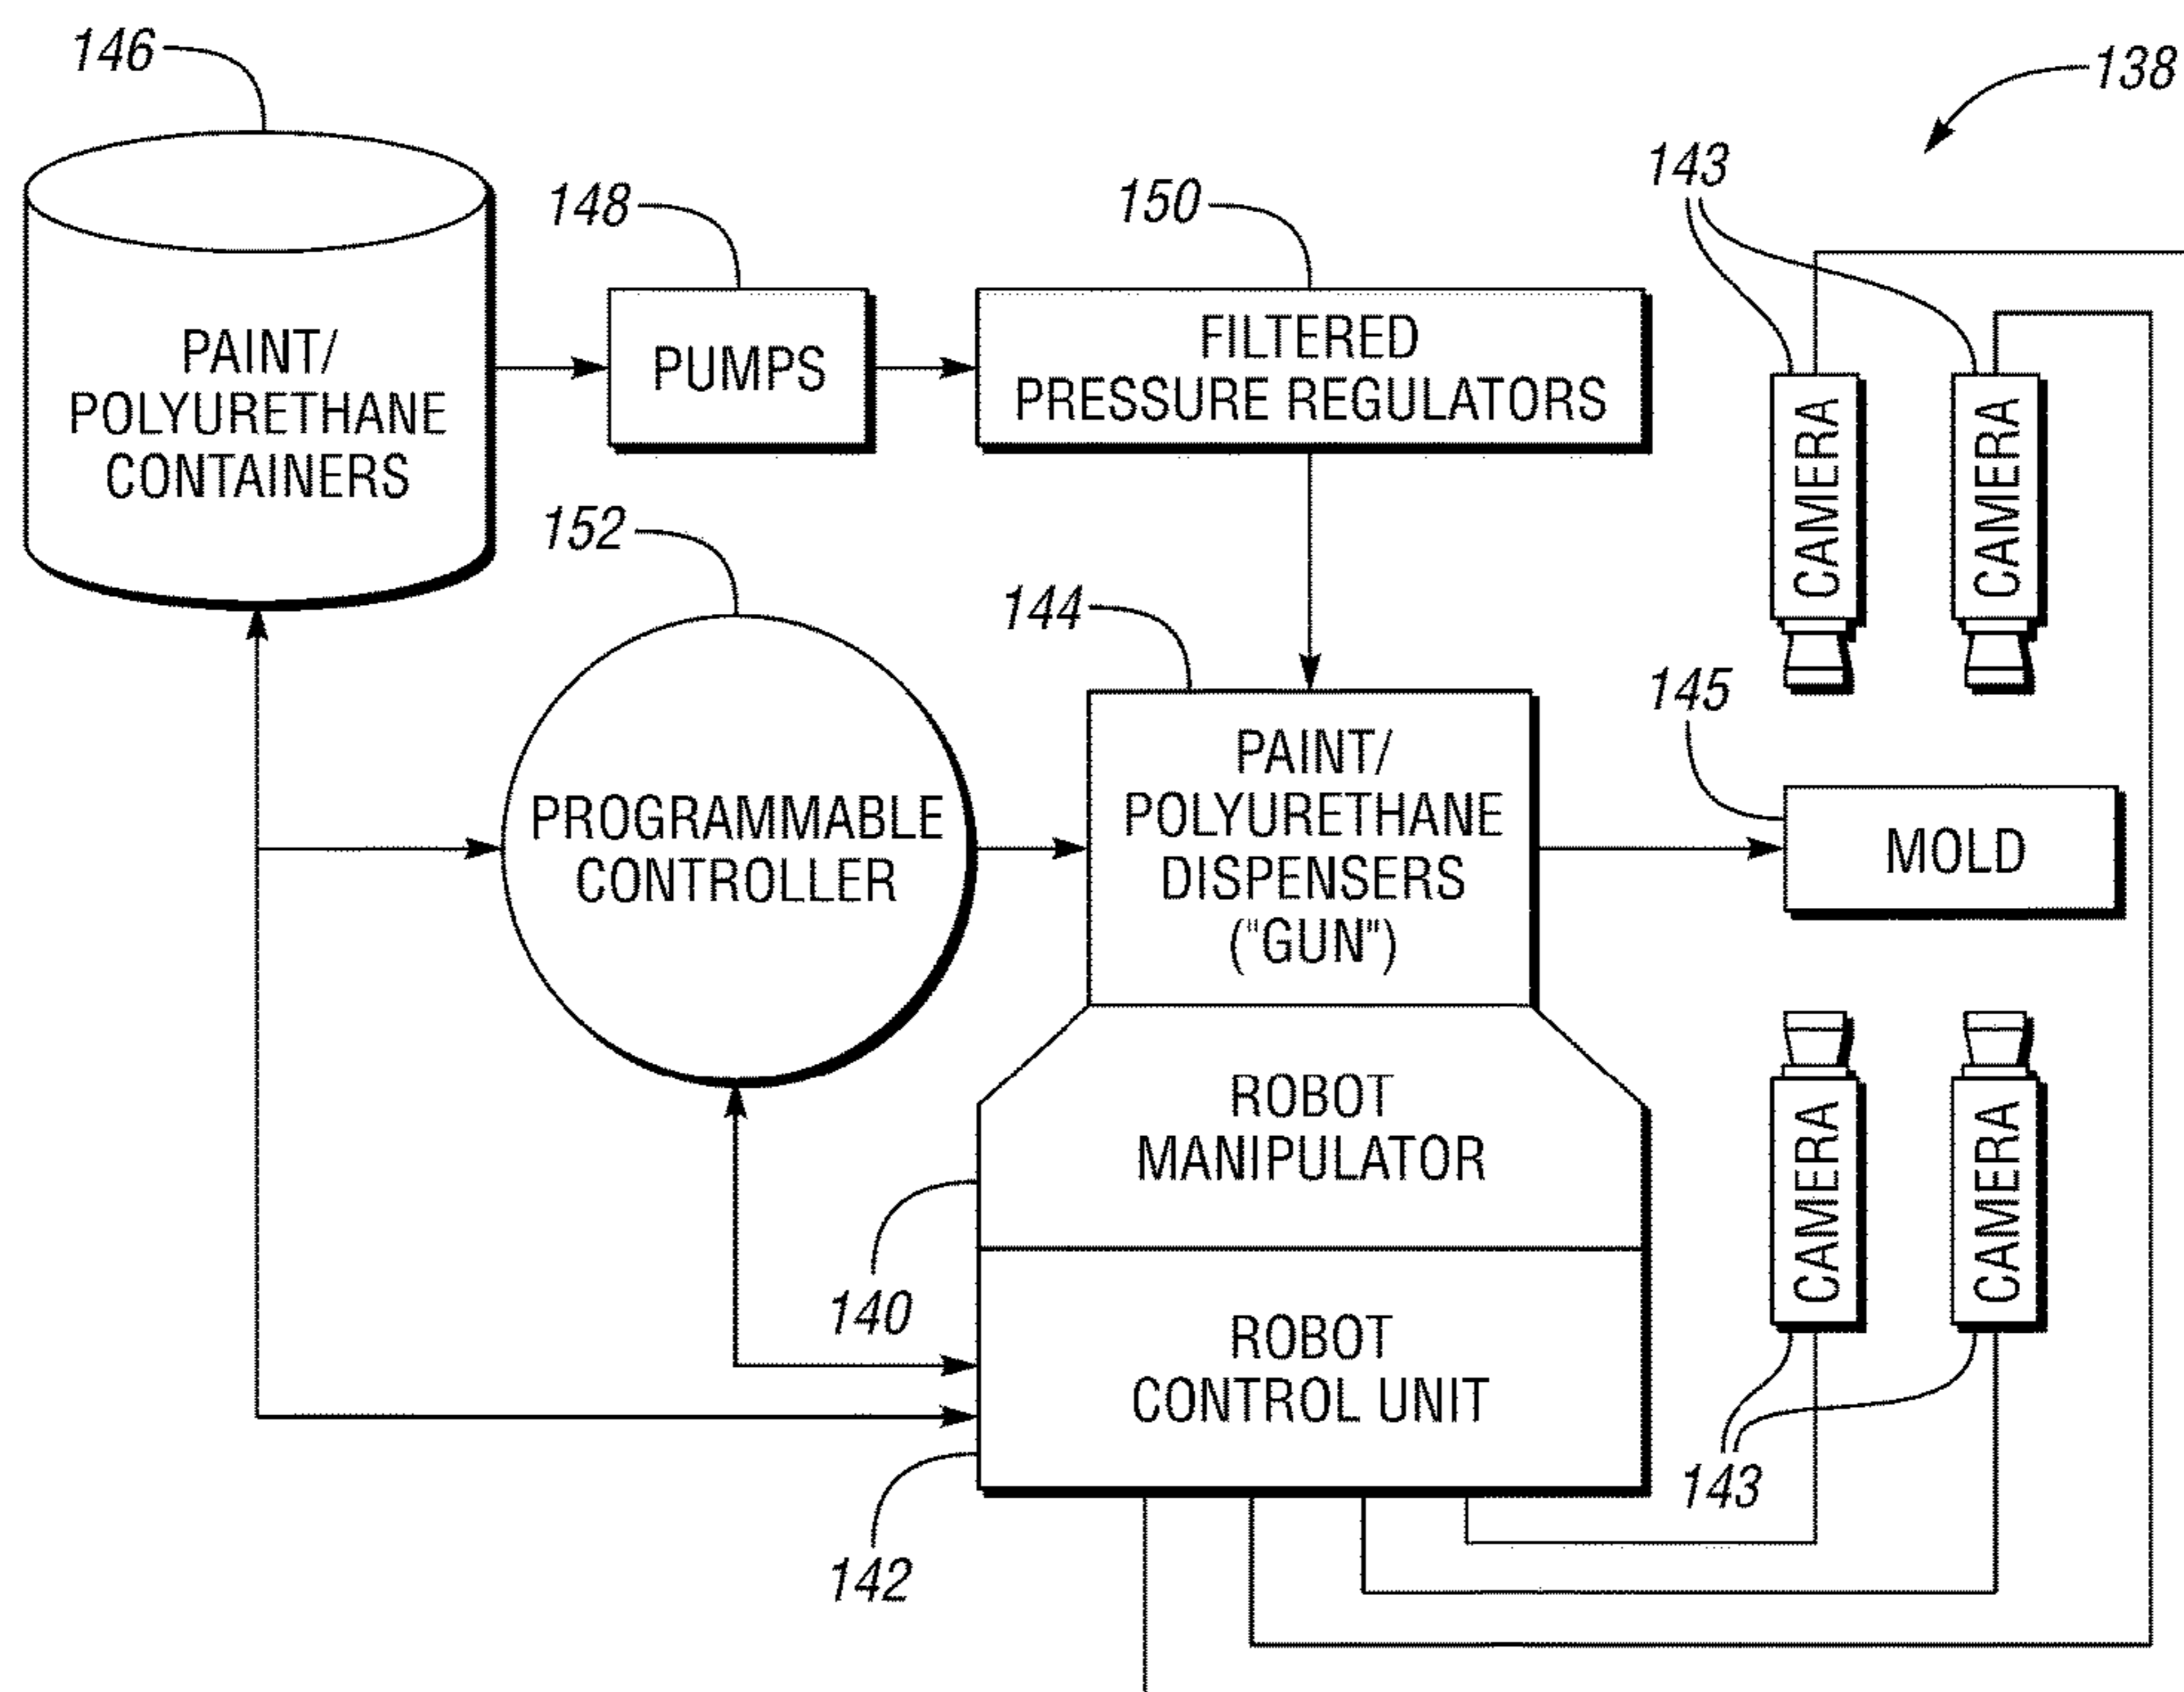 146
138
143
148
150
PAINT/
POLYURETHANE
CONTAINERS
PUMPS
FILTERED
PRESSURE REGULATORS
CAMERA
CAMERA
152
144
145
PROGRAMMABLE
CONTROLLER
PAINT/
POLYURETHANE
DISPENSERS
("GUN")
MOLD
ROBOT
MANIPULATOR
CAMERA
CAMERA
140
ROBOT
CONTROL UNIT
143
142